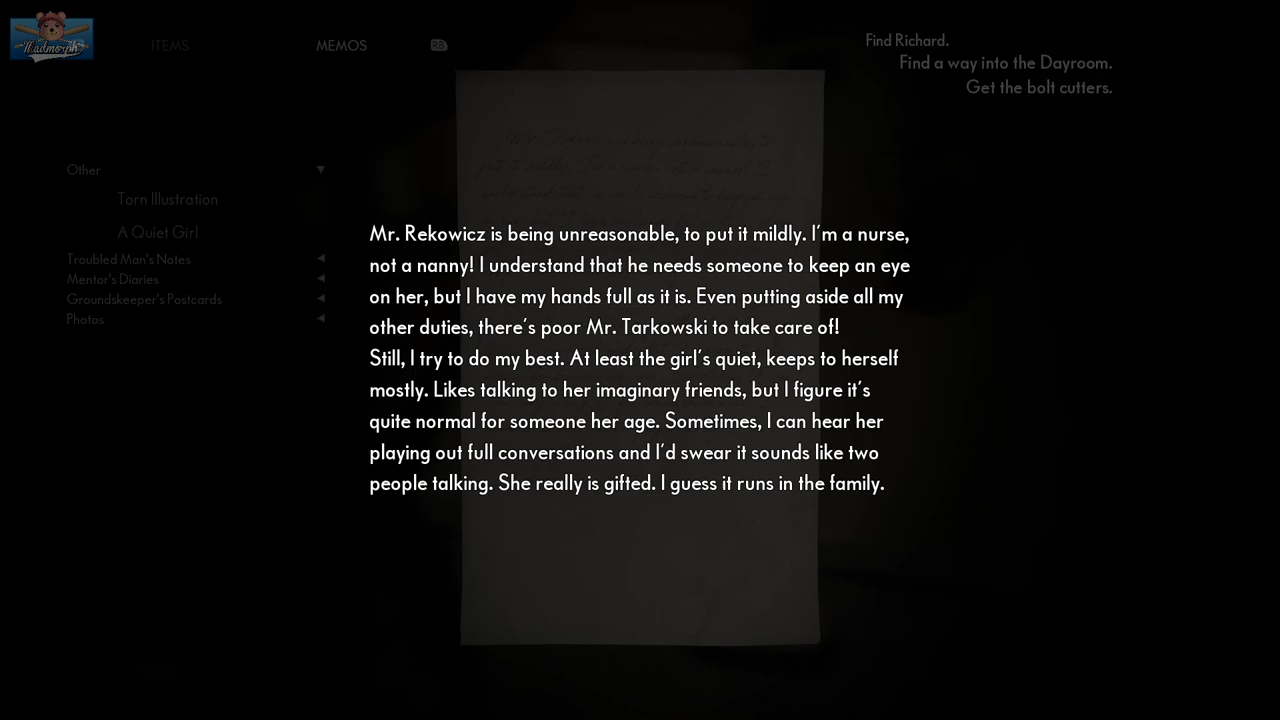 Madmorph
ITEMS
MEMOS
RB
Find Richard.
Find a way into the Dayroom.
Get the bolt cutters.
Other
Torn Illustration
A Quiet Girl
Troubled Man's Notes
Mentor's Diaries
Groundskeeper's Postcards
Photos
Mr. Rekowicz is being unreasonable, to put it mildly. I'm a nurse,
not a nanny! I understand that he needs someone to keep an eye
on her, but I have my hands full as it is. Even putting aside all my
other duties, there's poor Mr. Tarkowski to take care of!
Still, I try to do my best. At least the girl's quiet, keeps to herself
mostly. Likes talking to her imaginary friends, but I figure it's
quite normal for someone her age. Sometimes, I can hear her
playing out full conversations and I'd swear it sounds like two
people talking. She really is gifted. I guess it runs in the family.